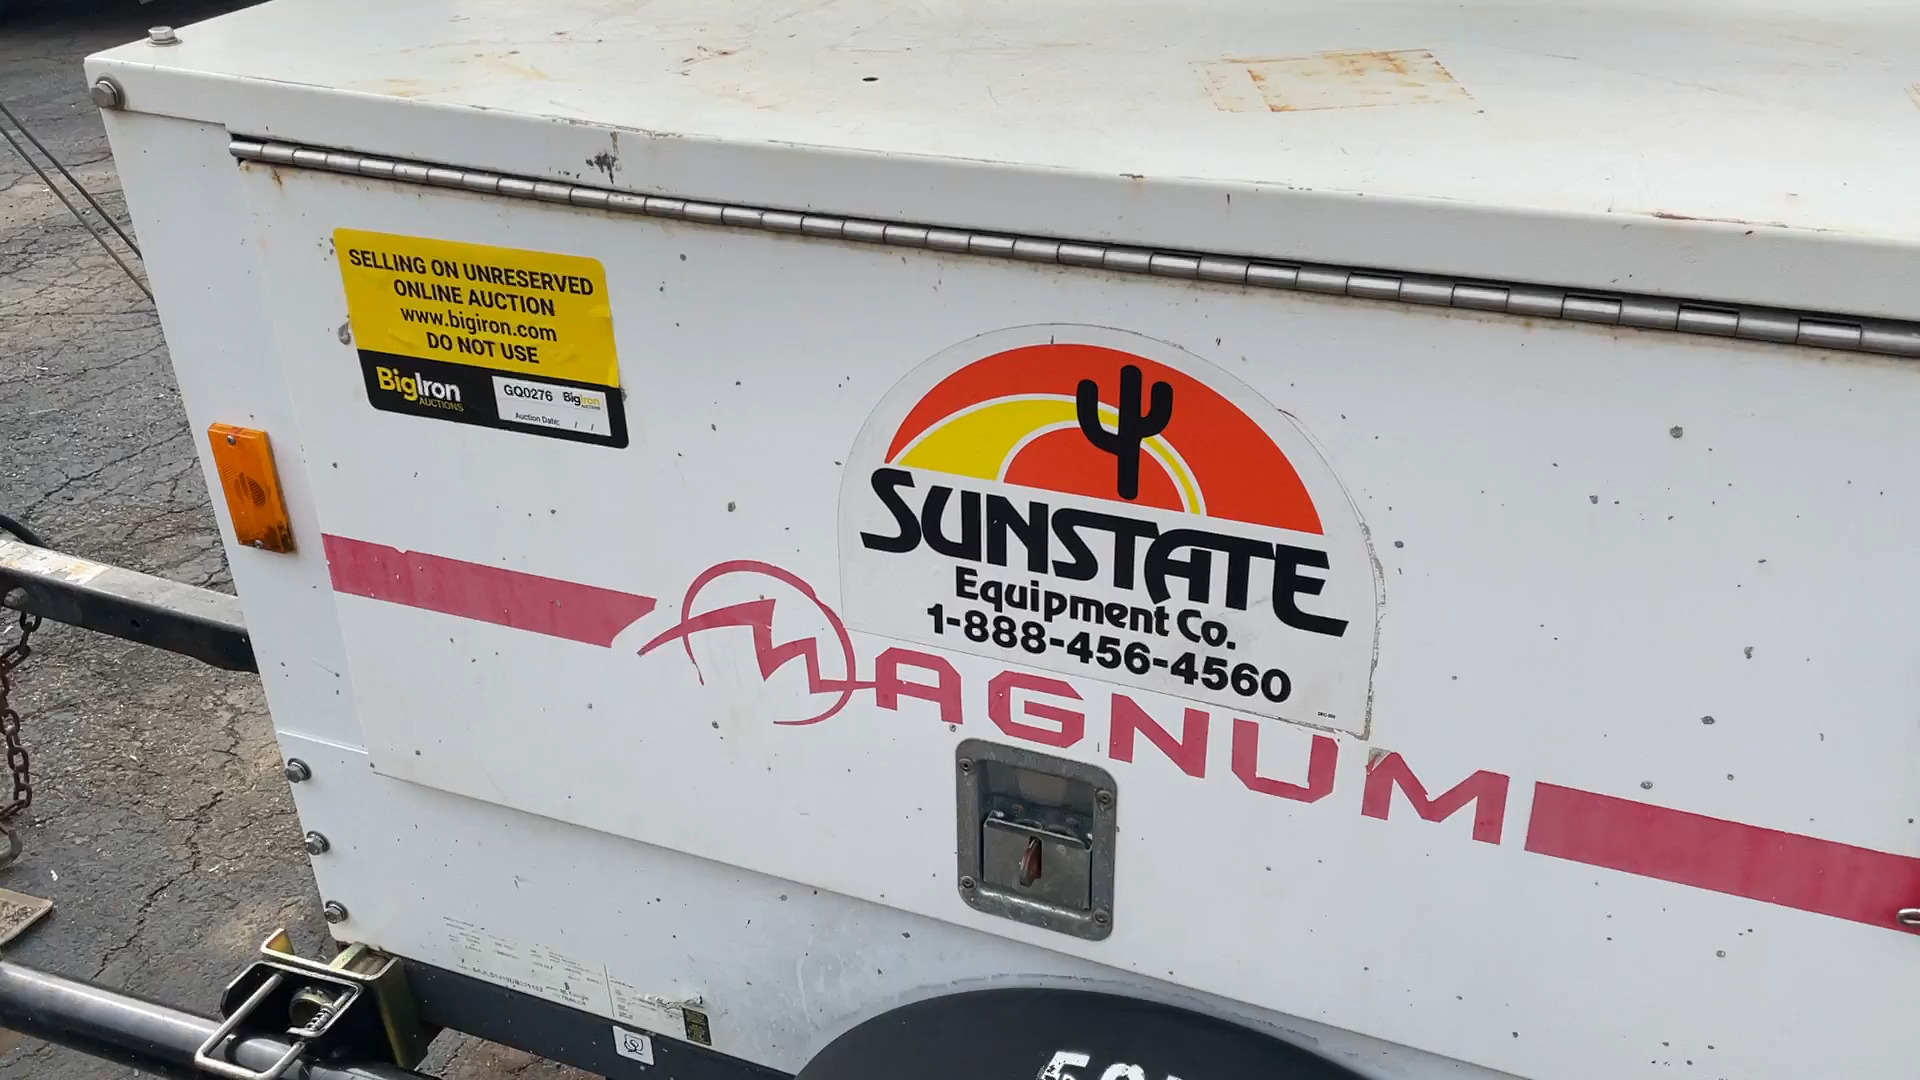 SELLING ON UNRESERVED
ONLINE AUCTION
www.bigiron.com
DO NOT USE
BigIron
AUCTIONS
GQ0276 BigIron
AUCTIONS
Auction Date: / /
SUNSTATE
Equipment Co.
1-888-456-4560
MAGNUM